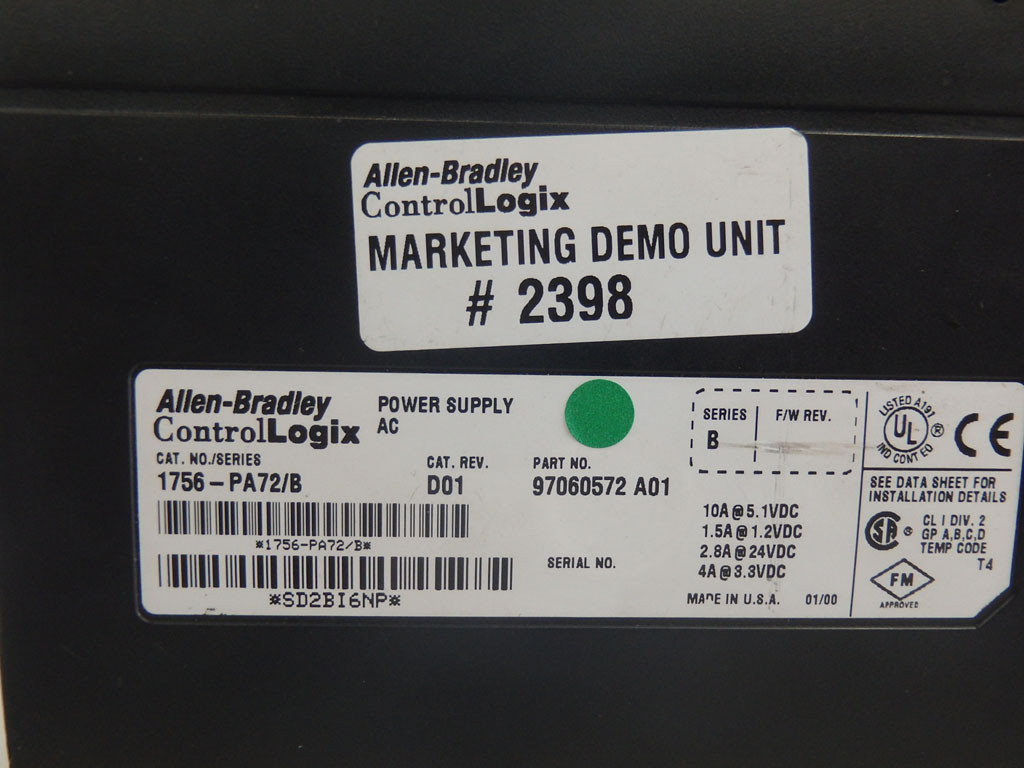 Allen-Bradley
ControlLogix
MARKETING DEMO UNIT
# 2398
Allen-Bradley
ControlLogix
POWER SUPPLY
AC
CAT. NO./SERIES
1756-PA72/B
CAT. REV.
D01
PART NO.
97060572 A01
*1756-PA72/B*
*SD2BI6NP*
SERIAL NO.
SERIES
B
F/W REV.
10A@5.1VDC
1.5A@1.2VDC
2.8A@24VDC
4A@3.3VDC
MADE IN U.S.A. 01/00
LISTED A191
UL ®
IND CONT EQ
CE
SEE DATA SHEET FOR
INSTALLATION DETAILS
SA ®
CL I DIV. 2
GP A,B,C,D
TEMP CODE
T4
FM
APPROVED